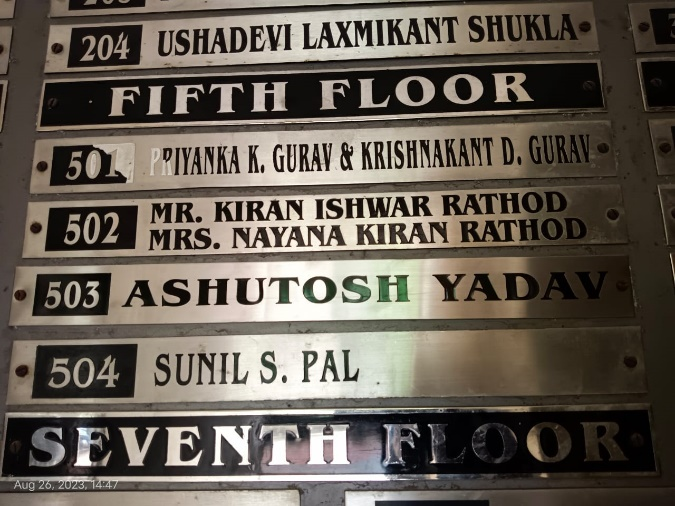 204 USHADEVI LAXMIKANT SHUKLA
FIFTH FLOOR
501 PRIYANKA K. GURAV & KRISHNAKANT D. GURAV
502 MR. KIRAN ISHWAR RATHOD
MRS. NAYANA KIRAN RATHOD
503 ASHUTOSH YADAV
504 SUNIL S. PAL
SEVENTH FLOOR
Aug 26, 2023, 14:47